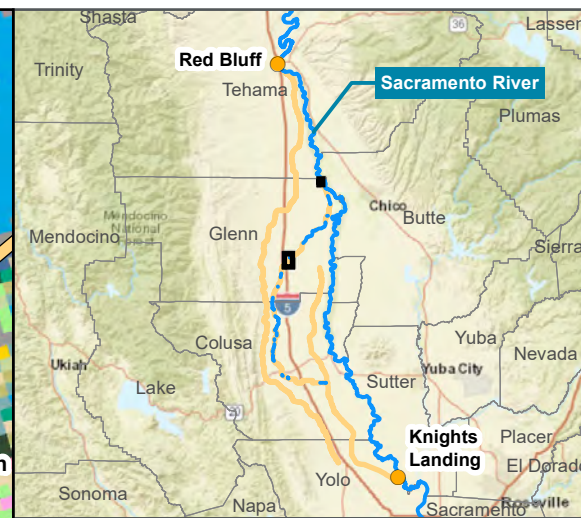 Shasta
36
Lassen
Trinity
Red Bluff
Tehama
Sacramento River
Plumas
Chico
Butte
Mendocino
National
Forest
Mendocino
Glenn
Sierra
5
Colusa
Yuba
Nevada
Ukiah
Yuba City
Lake
Sutter
20
Knights
Landing
Placer
El Dorado
n
Yolo
Sonoma
Napa
Sacramento
Roseville